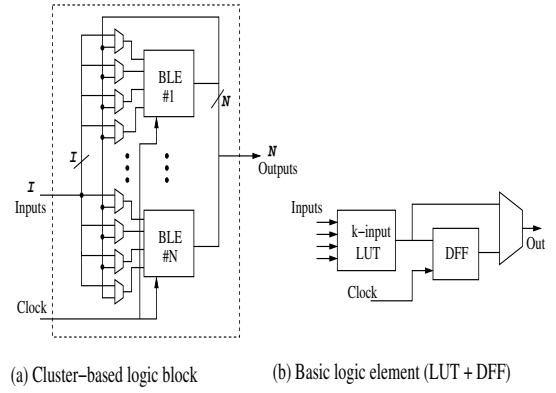 BLE
#1
N
I
N
Outputs
I
Inputs
BLE
#N
Clock
Inputs
k-input
LUT
DFF
Out
Clock
(a) Cluster-based logic block
(b) Basic logic element (LUT + DFF)